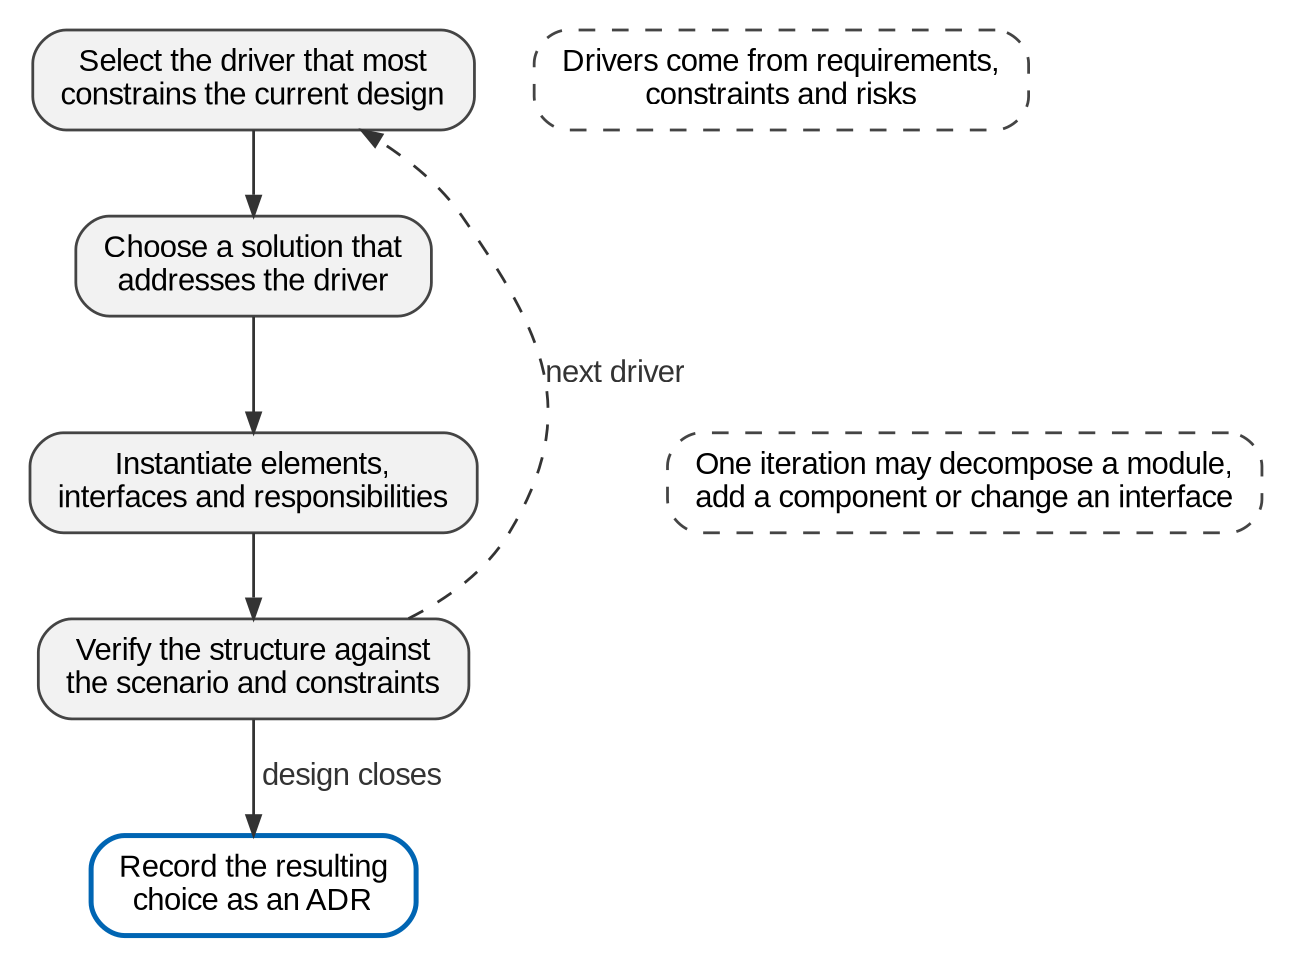 Select the driver that most
constrains the current design
Drivers come from requirements,
constraints and risks
Choose a solution that
addresses the driver
next driver
Instantiate elements,
interfaces and responsibilities
One iteration may decompose a module,
add a component or change an interface
Verify the structure against
the scenario and constraints
design closes
Record the resulting
choice as an ADR